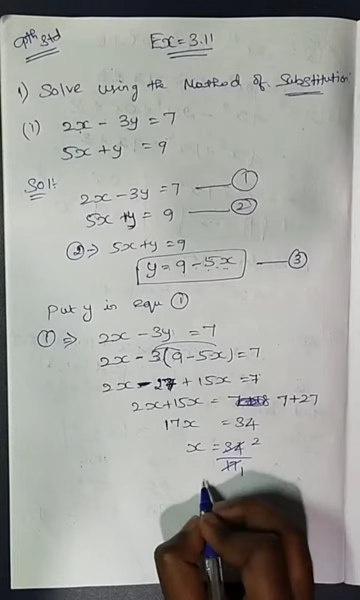 9th Std
Ex=3.11
1) Solve using the Method of Substitution
(1) 2x - 3y = 7
5x + y = 9
Sol:
2x - 3y = 7 — ①
5x + y = 9 — ②
② ⇒ 5x + y = 9
y = 9 - 5x — ③
Put y in equ ①
① ⇒ 2x - 3y = 7
2x - 3(9 - 5x) = 7
2x - 27 + 15x = 7
2x + 15x = 7 + 27
17x = 34
x = 34 2
17 1